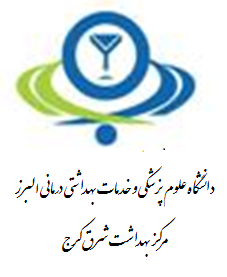 دانشگاه علوم پزشکی و خدمات بهداشتی درمانی البرز
مرکز بهداشت شرق کرج